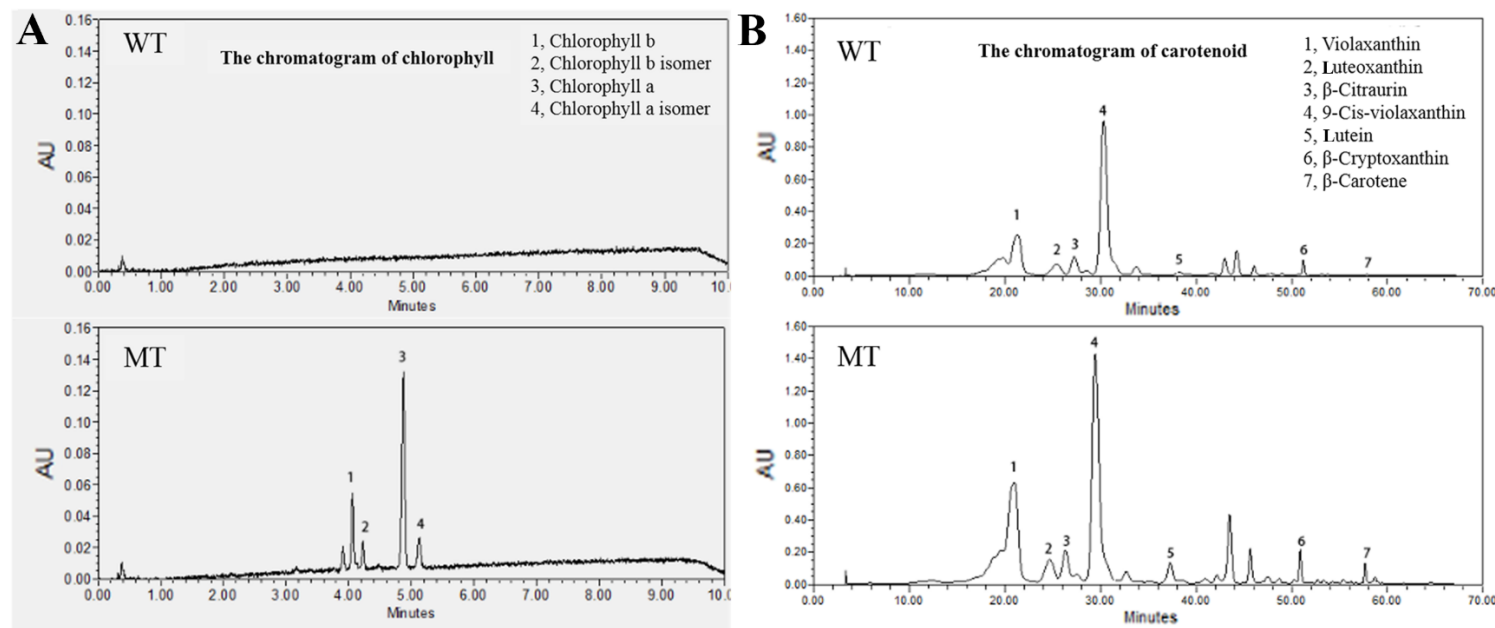 A
WT
The chromatogram of chlorophyll
1, Chlorophyll b
2, Chlorophyll b isomer
3, Chlorophyll a
4, Chlorophyll a isomer
AU
0.16
0.14
0.12
0.10
0.08
0.06
0.04
0.02
0.00
0.00 1.00 2.00 3.00 4.00 5.00 6.00 7.00 8.00 9.00 10.0
Minutes
MT
AU
0.16
0.14
0.12
0.10
0.08
0.06
0.04
0.02
0.00
1 2 3 4
0.00 1.00 2.00 3.00 4.00 5.00 6.00 7.00 8.00 9.00 10.0
Minutes
B
WT
The chromatogram of carotenoid
1, Violaxanthin
2, Luteoxanthin
3, β-Citraurin
4, 9-Cis-violaxanthin
5, Lutein
6, β-Cryptoxanthin
7, β-Carotene
AU
1.60
1.40
1.20
1.00
0.80
0.60
0.40
0.20
0.00
1 2 3 4 5 6 7
0.00 10.00 20.00 30.00 40.00 50.00 60.00 70.00
Minutes
MT
AU
1.60
1.40
1.20
1.00
0.80
0.60
0.40
0.20
0.00
1 2 3 4 5 6 7
0.00 10.00 20.00 30.00 40.00 50.00 60.00 70.00
Minutes